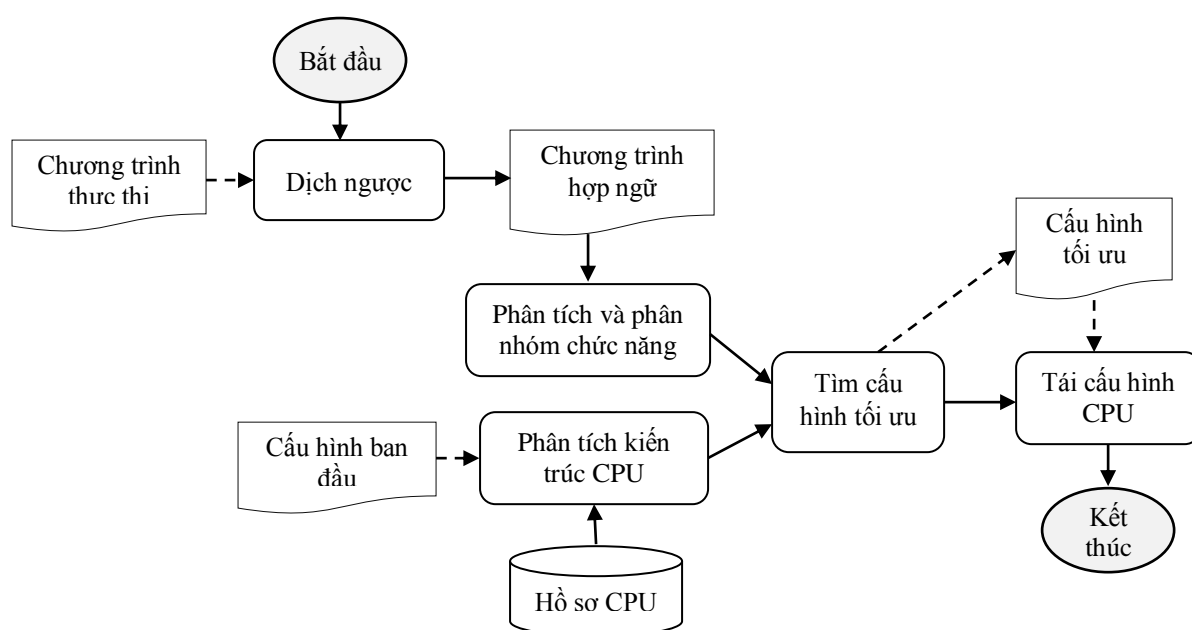 Bắt đầu
Chương trình
thực thi
Dịch ngược
Chương trình
hợp ngữ
Cấu hình
tối ưu
Phân tích và phân
nhóm chức năng
Tìm cấu
hình tối ưu
Tái cấu hình
CPU
Cấu hình ban
đầu
Phân tích kiến
trúc CPU
Kết
thúc
Hồ sơ CPU